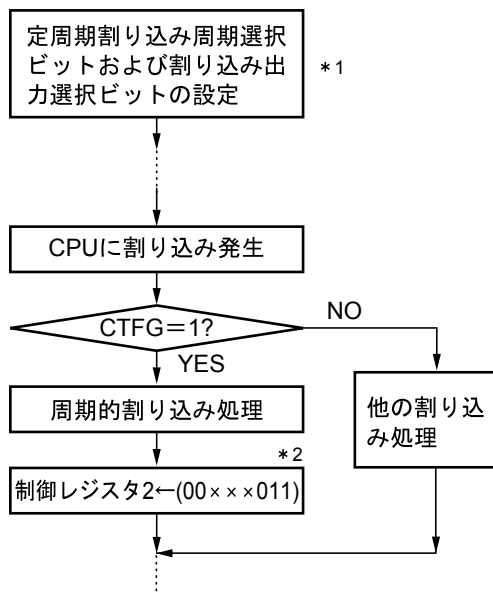 定周期割り込み周期選択
ビットおよび割り込み出
力選択ビットの設定
*1
CPUに割り込み発生
CTFG＝1?
NO
YES
周期的割り込み処理
他の割り込
み処理
*2
制御レジスタ2←(00×××011)